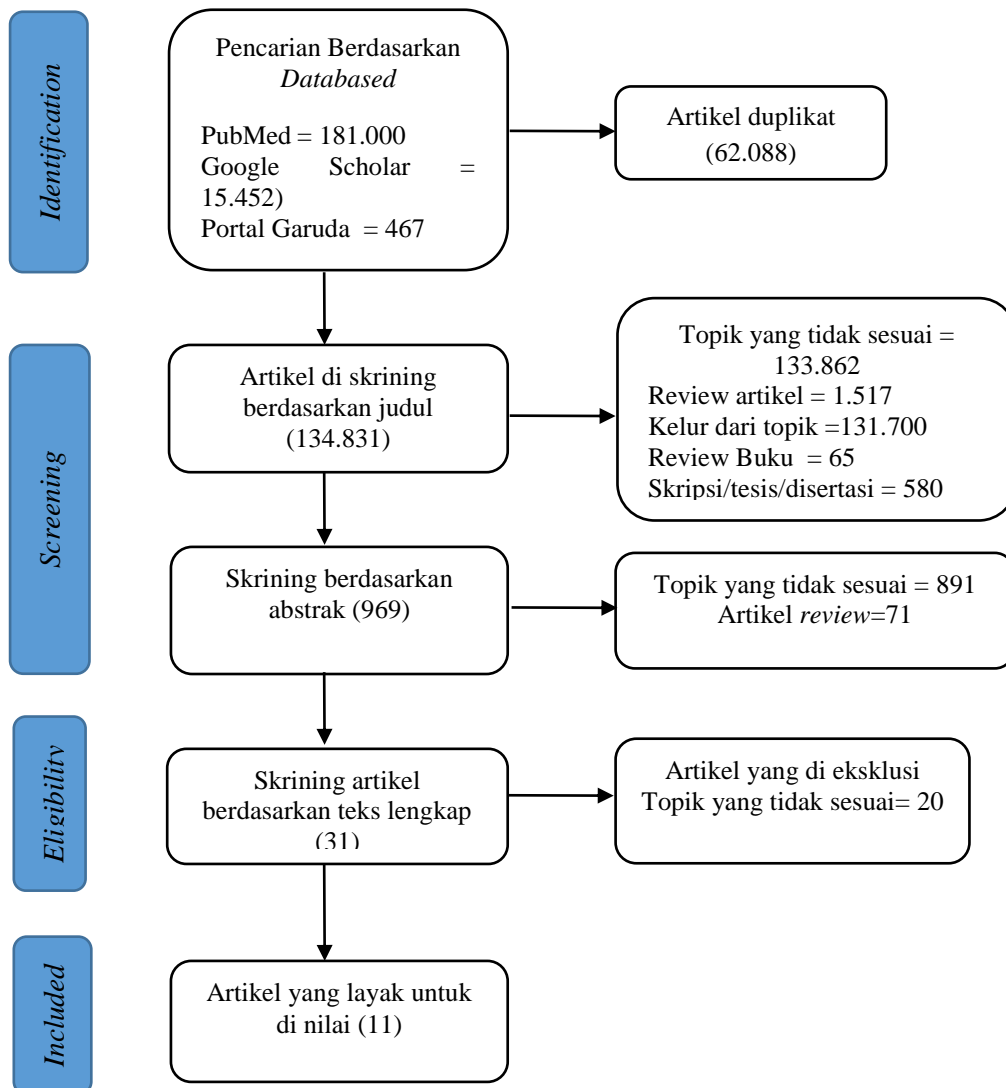 Identification
Pencarian Berdasarkan
Databased
PubMed = 181.000
Google Scholar =
15.452)
Portal Garuda = 467
Artikel duplikat
(62.088)
Screening
Artikel di skrining
berdasarkan judul
(134.831)
Topik yang tidak sesuai =
133.862
Review artikel = 1.517
Kelur dari topik =131.700
Review Buku = 65
Skripsi/tesis/disertasi = 580
Skrining berdasarkan
abstrak (969)
Topik yang tidak sesuai = 891
Artikel review=71
Eligibility
Skrining artikel
berdasarkan teks lengkap
(31)
Artikel yang di eksklusi
Topik yang tidak sesuai= 20
Included
Artikel yang layak untuk
di nilai (11)